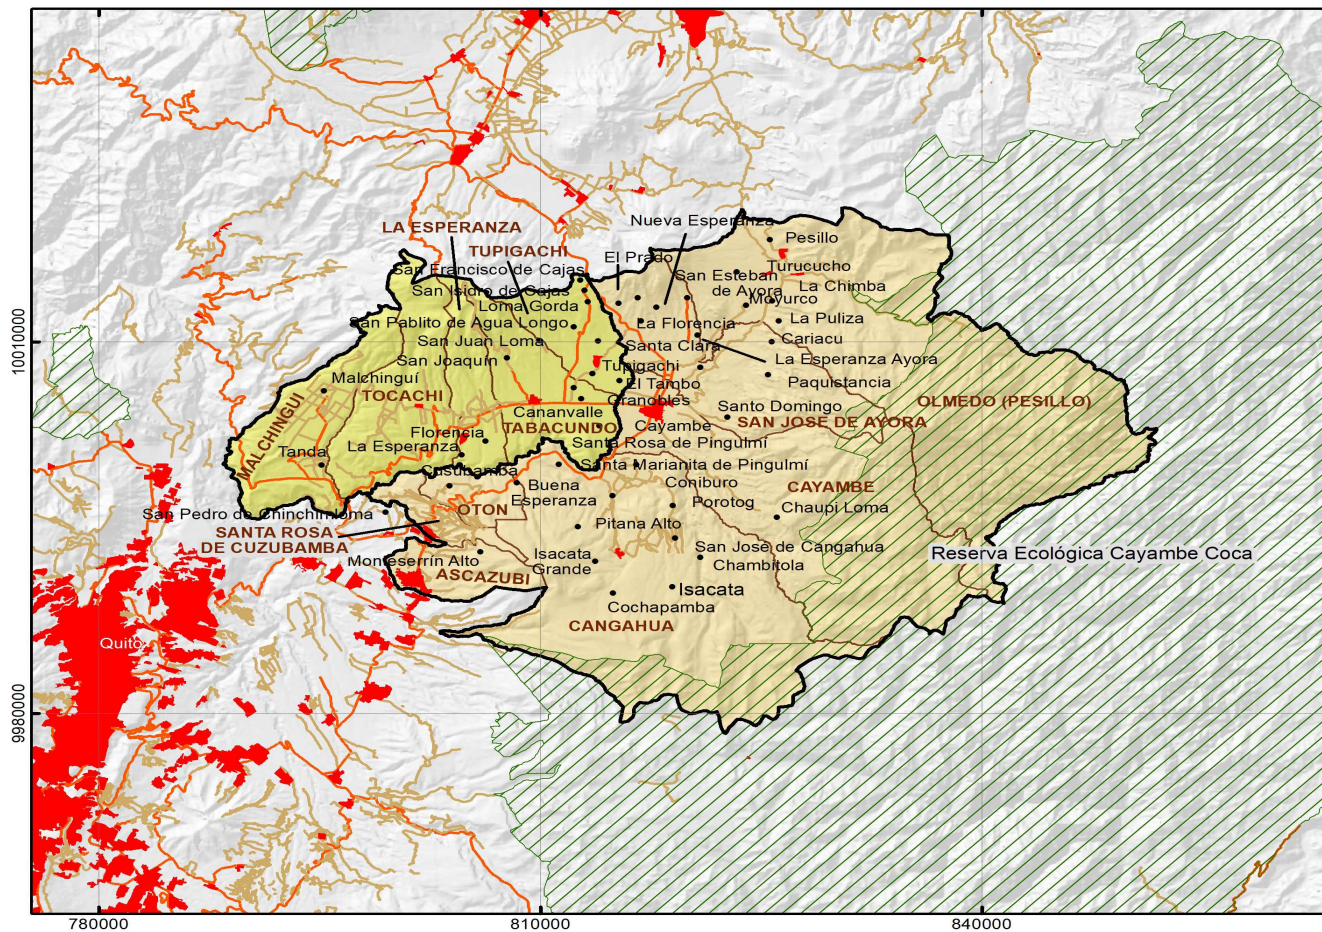 Nueva Esperanza
LA ESPERANZA
TUPIGACHI
Pesillo
El Prado
San Francisco de Cajas
San Esteban
de Ayora
Turucucho
La Chimba
San Isidro de Cajas
Loma Gorda
Moyurco
San Pablito de Agua Longo
La Florencia
La Puliza
10010000
San Juan Loma
Santa Clara
Cariacu
San Joaquín
La Esperanza Ayora
Tupigachi
Malchinguí
El Tambo
Paquistancia
TOCACHI
Granobles
OLMEDO (PESILLO)
MALCHINGUI
Cananvalle
Santo Domingo
TABACUNDO
Cayambe
SAN JOSE DE AYORA
Florencia
La Esperanza
Santa Rosa de Pingulmí
Tanda
Cusubamba
Santa Marianita de Pingulmí
Buena
Esperanza
Coniburo
CAYAMBE
Porotog
OTON
Chaupi Loma
San Pedro de Chinchinloma
Pitana Alto
SANTA ROSA
DE CUZUBAMBA
San José de Cangahua
Reserva Ecológica Cayambe Coca
Monteserrín Alto
Isacata
Grande
Chambitola
ASCAZUBI
Isacata
Cochapamba
CANGAHUA
Quito
9980000
780000
810000
840000